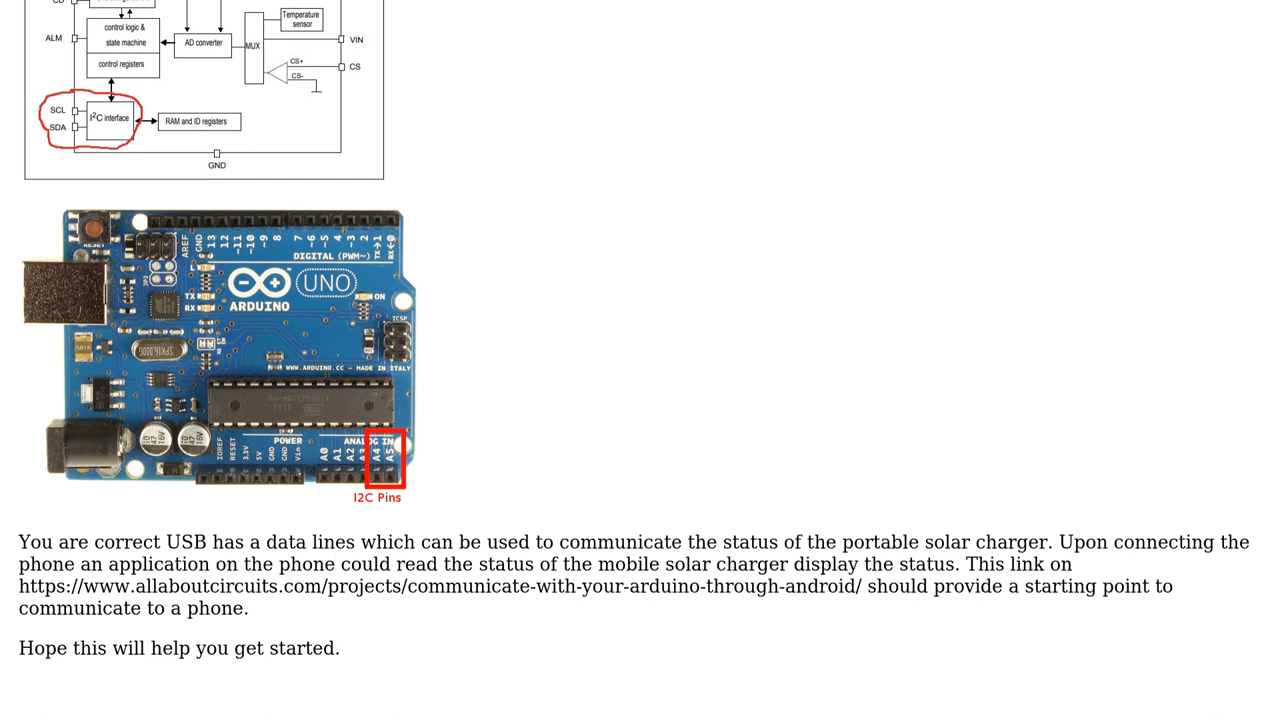 CD
control logic &
state machine
control registers
ALM
AD converter
MUX
Temperature
sensor
VIN
CS+
CS-
CS
SCL
SDA
I²C interface
RAM and ID registers
GND
RESET
AREF
GND
13
12
~11
~10
~9
8
7
~6
~5
4
~3
2
TX→1
RX←0
DIGITAL (PWM~)
L
TX
RX
UNO
ARDUINO
ON
ICSP
WWW.ARDUINO.CC - MADE IN ITALY
47
16V
47
16V
IOREF
RESET
3.3V
5V
GND
GND
Vin
POWER
ANALOG IN
A0
A1
A2
A3
A4
A5
I2C Pins
You are correct USB has a data lines which can be used to communicate the status of the portable solar charger. Upon connecting the
phone an application on the phone could read the status of the mobile solar charger display the status. This link on
https://www.allaboutcircuits.com/projects/communicate-with-your-arduino-through-android/ should provide a starting point to
communicate to a phone.
Hope this will help you get started.